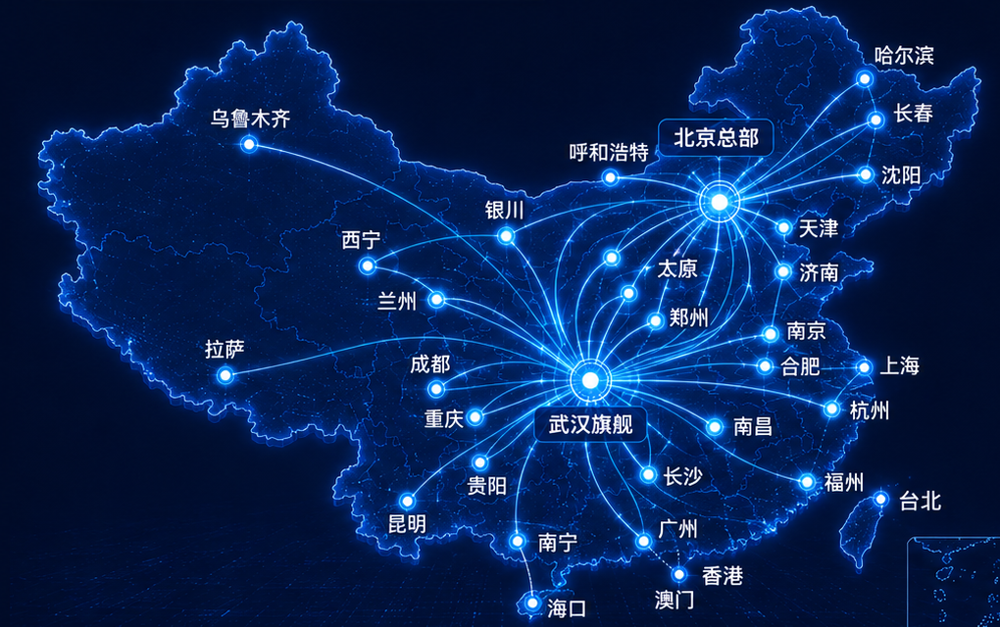 哈尔滨
长春
乌鲁木齐
北京总部
呼和浩特
沈阳
银川
天津
西宁
太原
济南
兰州
郑州
南京
拉萨
成都
合肥
上海
重庆
武汉旗舰
南昌
杭州
贵阳
长沙
福州
台北
昆明
南宁
广州
香港
澳门
海口